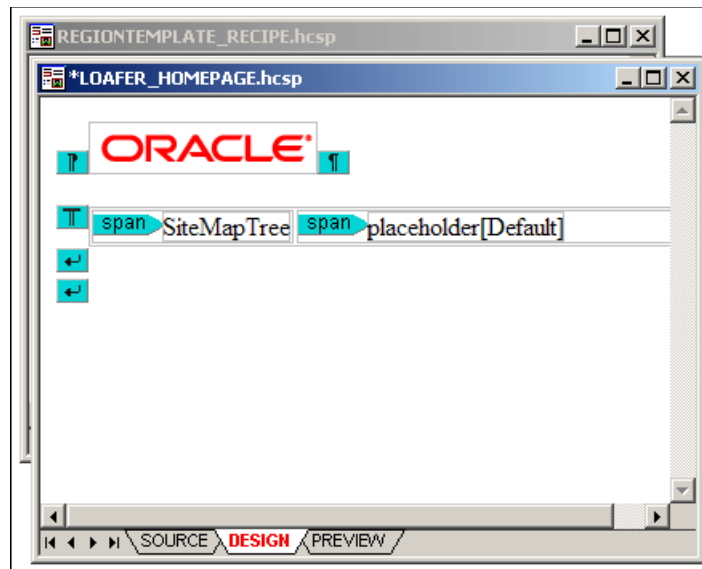 REGIONTEMPLATE_RECIPE.hcsp
*LOAFER_HOMEPAGE.hcsp
ORACLE
¶
span SiteMapTree span placeholder[Default]
SOURCE DESIGN PREVIEW